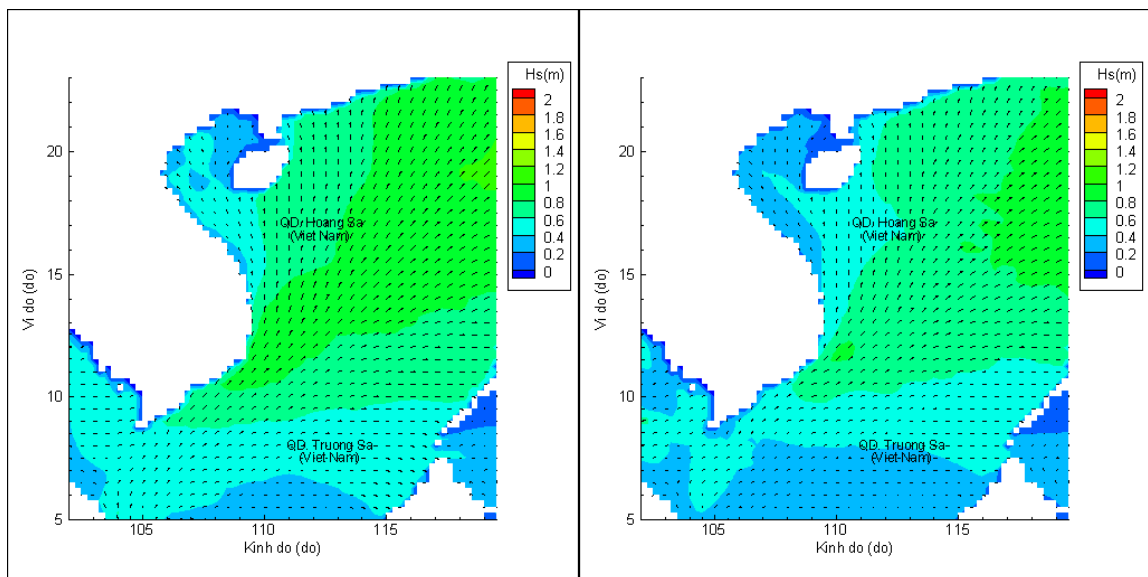 Hs(m)
2
1.8
1.6
1.4
1.2
1
0.8
0.6
0.4
0.2
0
20
15
10
5
Vi do (do)
QD. Hoang Sa
(Viet Nam)
QD. Truong Sa
(Viet Nam)
105
110
115
Kinh do (do)
Hs(m)
2
1.8
1.6
1.4
1.2
1
0.8
0.6
0.4
0.2
0
20
15
10
5
Vi do (do)
QD. Hoang Sa
(Viet Nam)
QD. Truong Sa
(Viet Nam)
105
110
115
Kinh do (do)